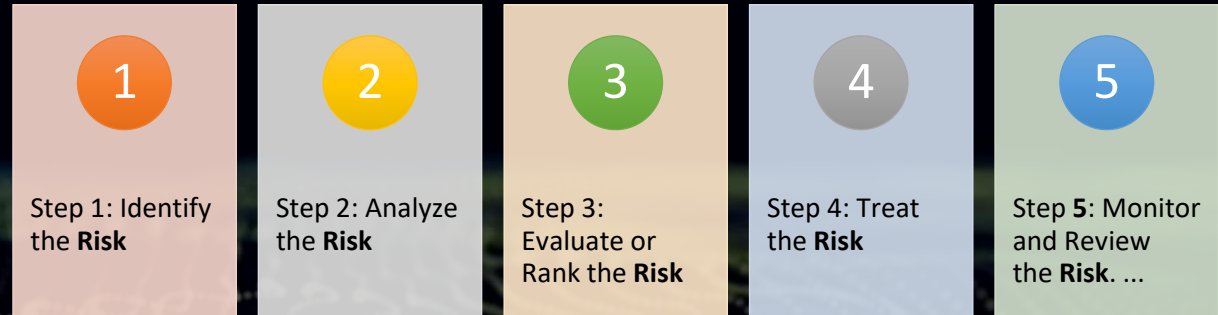 1
Step 1: Identify
the Risk
2
Step 2: Analyze
the Risk
3
Step 3:
Evaluate or
Rank the Risk
4
Step 4: Treat
the Risk
5
Step 5: Monitor
and Review
the Risk. ...